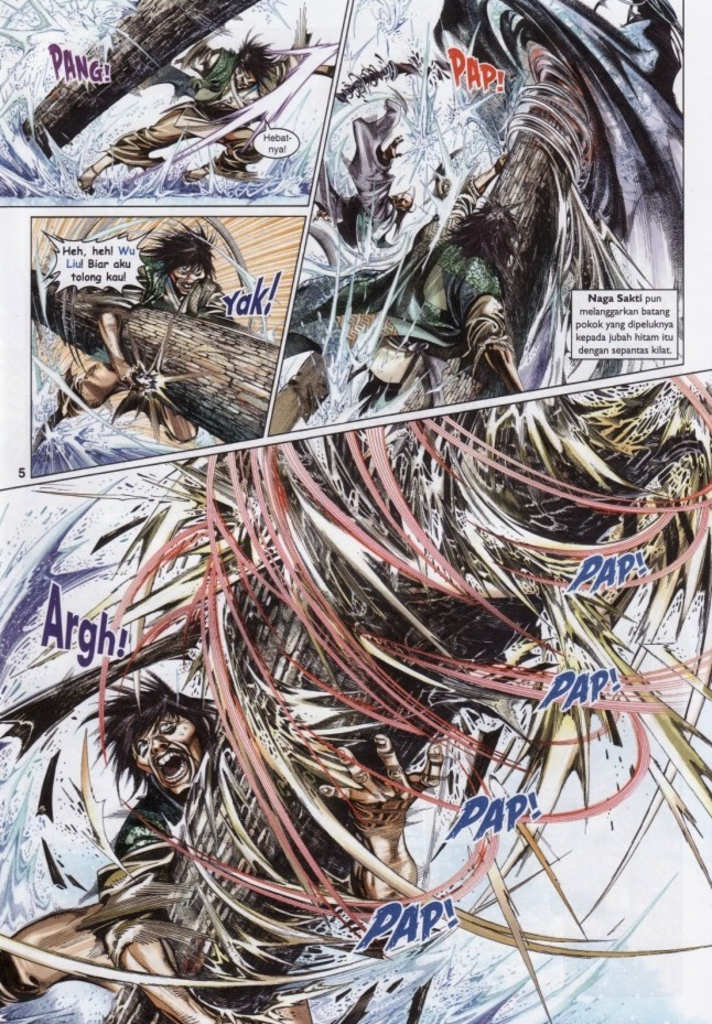 PANG!
Hebat-
nya!
Heh, heh! Wu
Liu! Biar aku
tolong kau!
Yak!
PAP!
Naga Sakti pun
melanggarkan batang
pokok yang dipeluknya
kepada jubah hitam itu
dengan sepantas kilat.
5
Argh!
PAP!
PAP!
PAP!
PAP!